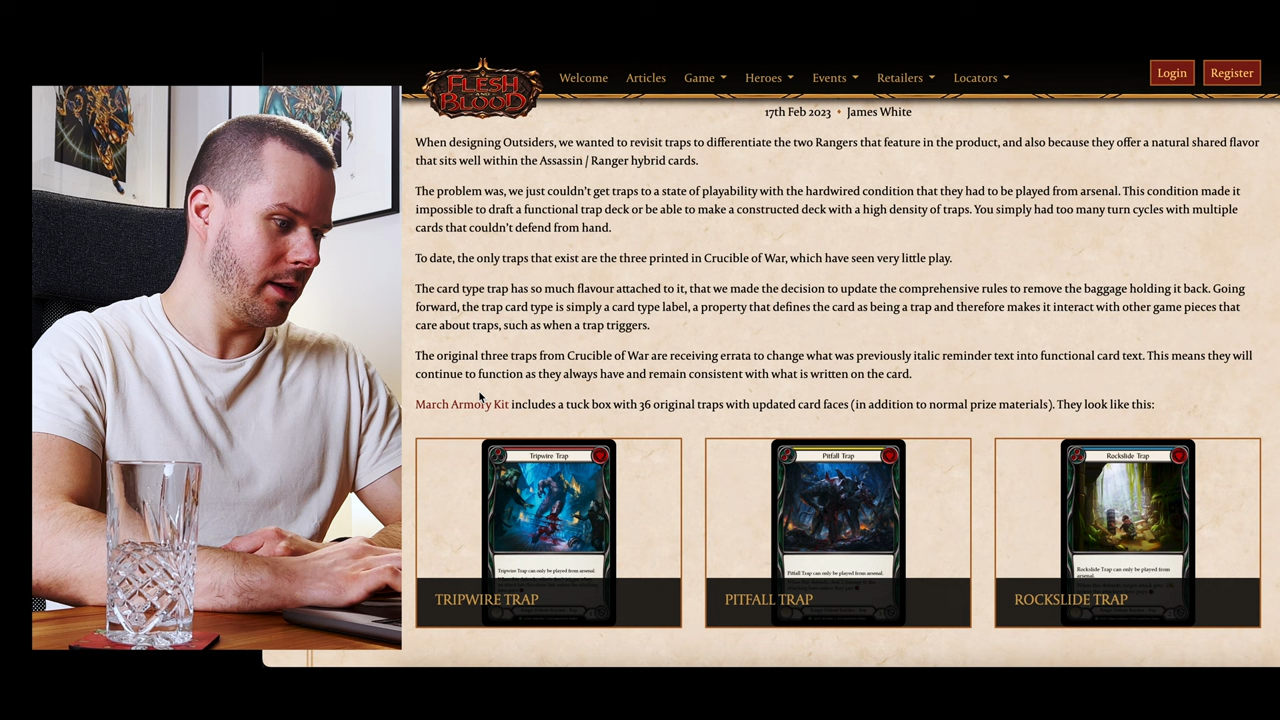 FLESH
AND
BLOOD
Welcome Articles Game Heroes Events Retailers Locators
Login Register
17th Feb 2023 • James White
When designing Outsiders, we wanted to revisit traps to differentiate the two Rangers that feature in the product, and also because they offer a natural shared flavor
that sits well within the Assassin / Ranger hybrid cards.
The problem was, we just couldn't get traps to a state of playability with the hardwired condition that they had to be played from arsenal. This condition made it
impossible to draft a functional trap deck or be able to make a constructed deck with a high density of traps. You simply had too many turn cycles with multiple
cards that couldn't defend from hand.
To date, the only traps that exist are the three printed in Crucible of War, which have seen very little play.
The card type trap has so much flavour attached to it, that we made the decision to update the comprehensive rules to remove the baggage holding it back. Going
forward, the trap card type is simply a card type label, a property that defines the card as being a trap and therefore makes it interact with other game pieces that
care about traps, such as when a trap triggers.
The original three traps from Crucible of War are receiving errata to change what was previously italic reminder text into functional card text. This means they will
continue to function as they always have and remain consistent with what is written on the card.
March Armory Kit includes a tuck box with 36 original traps with updated card faces (in addition to normal prize materials). They look like this:
Tripwire Trap
Tripwire Trap can only be played from arsenal.
TRIPWIRE TRAP
Pitfall Trap
Pitfall Trap can only be played from arsenal.
PITFALL TRAP
Rockslide Trap
Rockslide Trap can only be played from
arsenal.
ROCKSLIDE TRAP